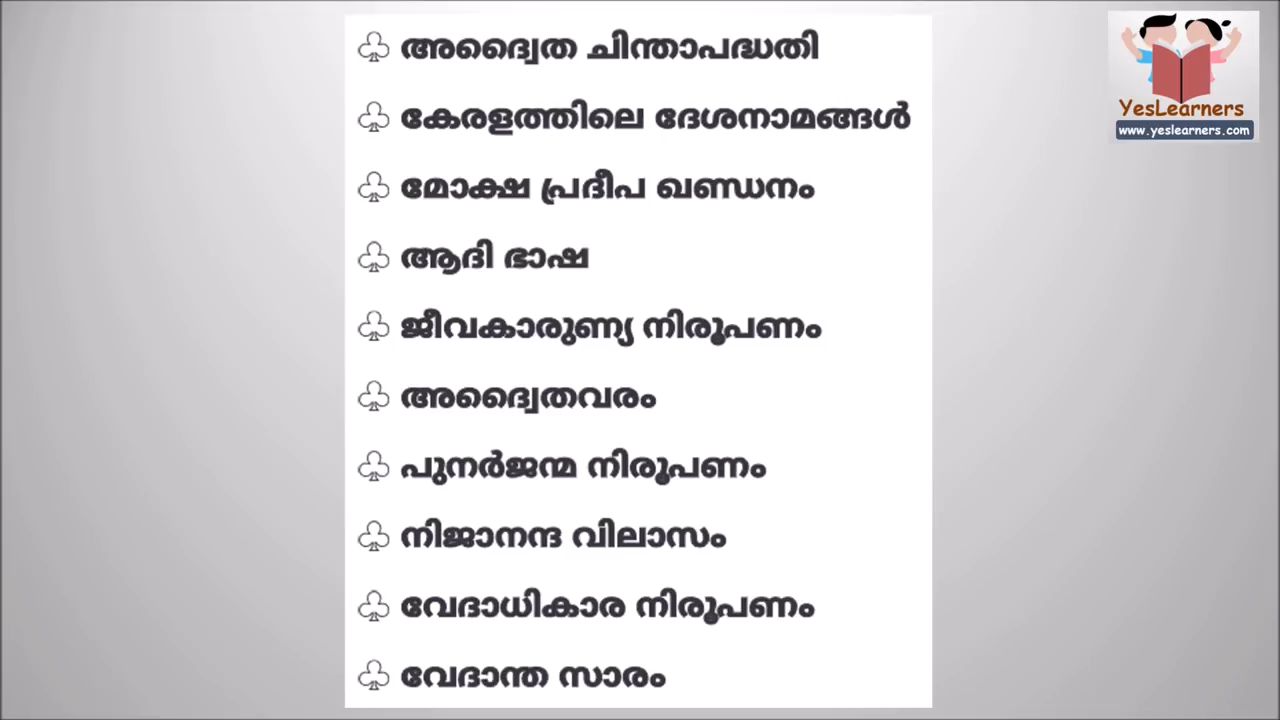 അദ്വൈത ചിന്താപദ്ധതി
കേരളത്തിലെ ദേശനാമങ്ങൾ
മോക്ഷ പ്രദീപ ഖണ്ഡനം
ആദി ഭാഷ
ജീവകാരുണ്യ നിരൂപണം
അദ്വൈതവരം
പുനർജന്മ നിരൂപണം
നിജാനന്ദ വിലാസം
വേദാധികാര നിരൂപണം
വേദാന്ത സാരം
YesLearners
www.yeslearners.com